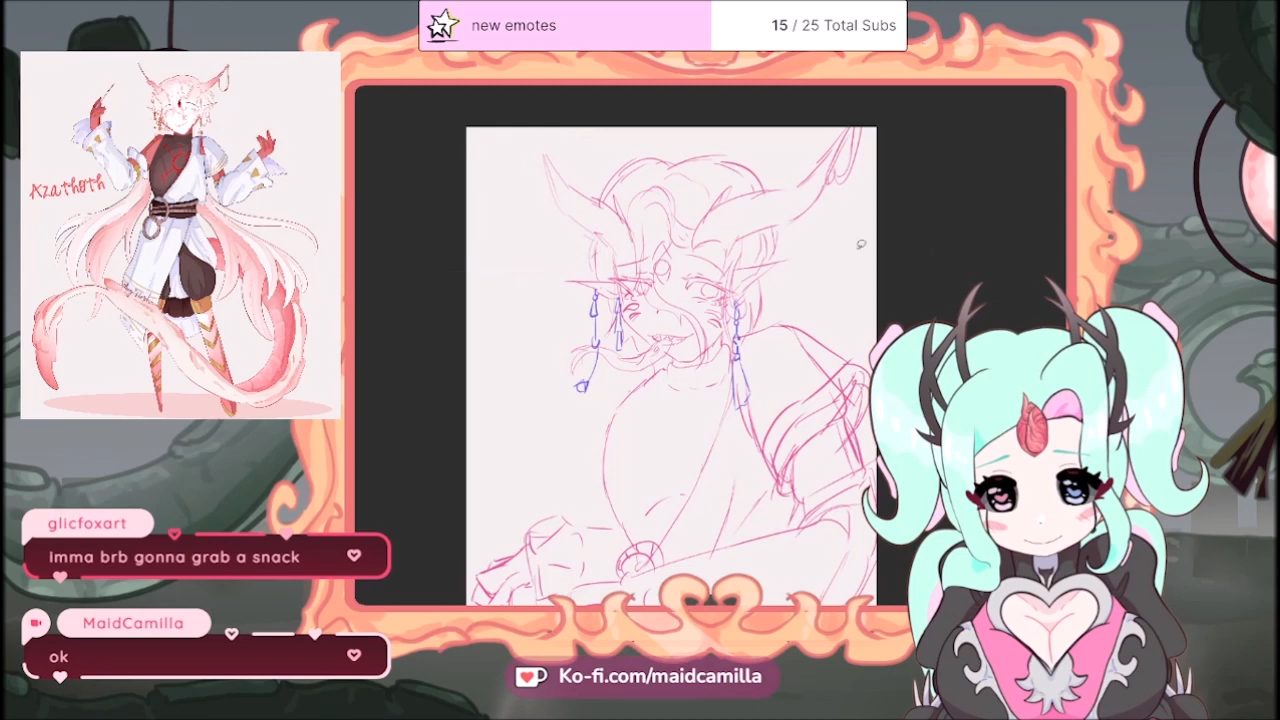 new emotes
15 / 25 Total Subs
Azathoth
glicfoxart
Imma brb gonna grab a snack
MaidCamilla
ok
Ko-fi.com/maidcamilla